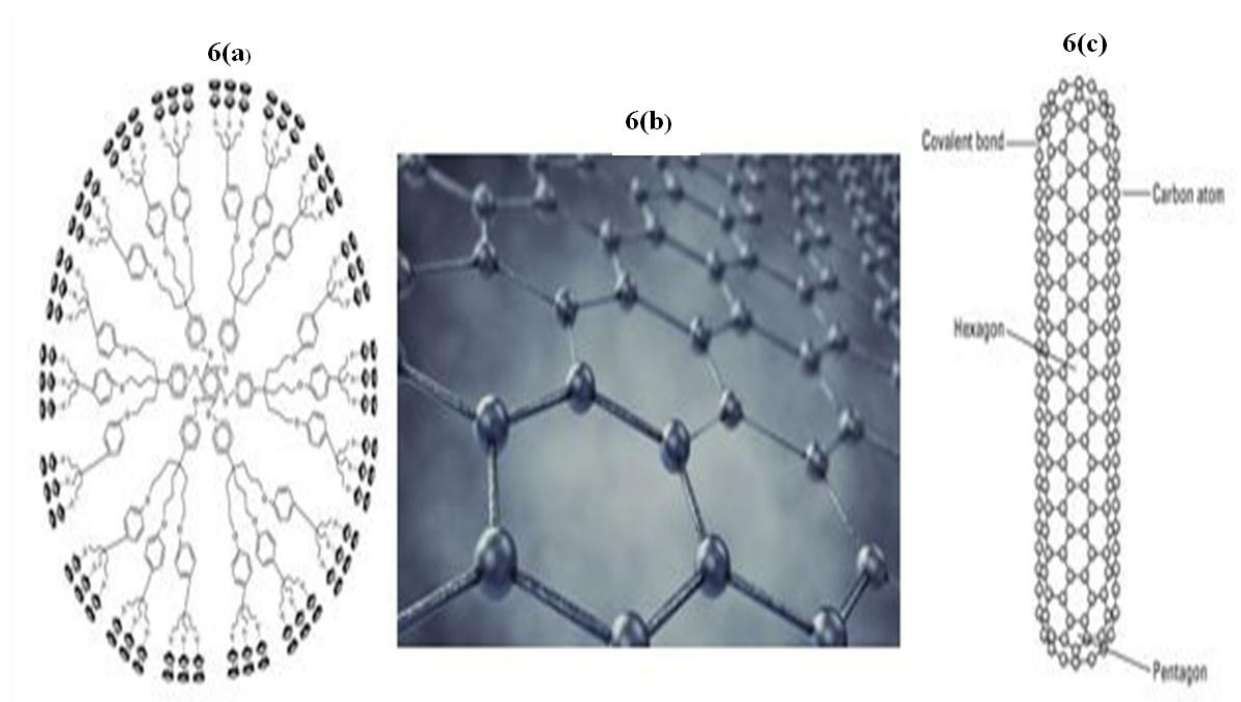 6(a)
6(b)
6(c)
Covalent bond
Carbon atom
Hexagon
Pentagon